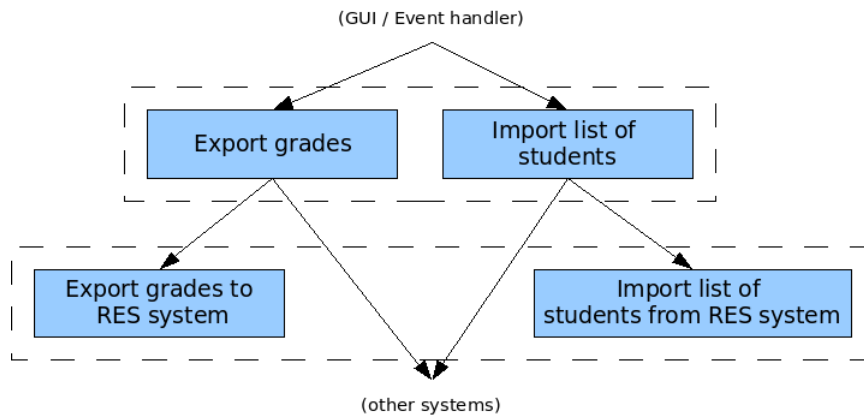 (GUI / Event handler)
Export grades
Import list of
students
Export grades to
RES system
Import list of
students from RES system
(other systems)